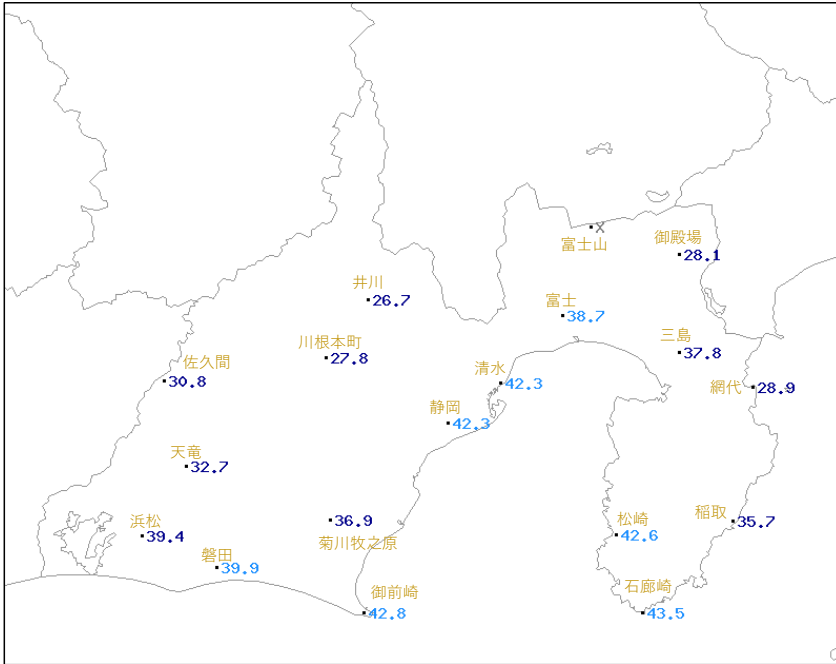 富士山
X
御殿場
28.1
井川
26.7
富士
38.7
川根本町
27.8
三島
37.8
佐久間
30.8
清水
42.3
網代
28.9
静岡
42.3
天竜
32.7
浜松
39.4
36.9
菊川牧之原
松崎
42.6
稲取
35.7
磐田
39.9
御前崎
42.8
石廊崎
43.5